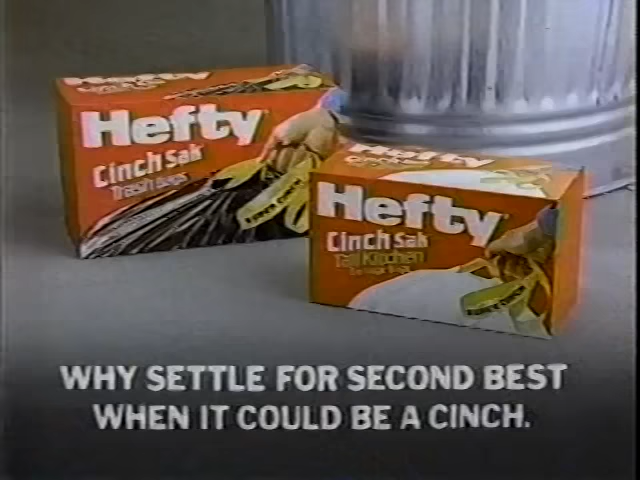 Hefty
Cinch Sak
Trash Bags
Hefty
Hefty
Cinch Sak
Tall Kitchen
WHY SETTLE FOR SECOND BEST
WHEN IT COULD BE A CINCH.